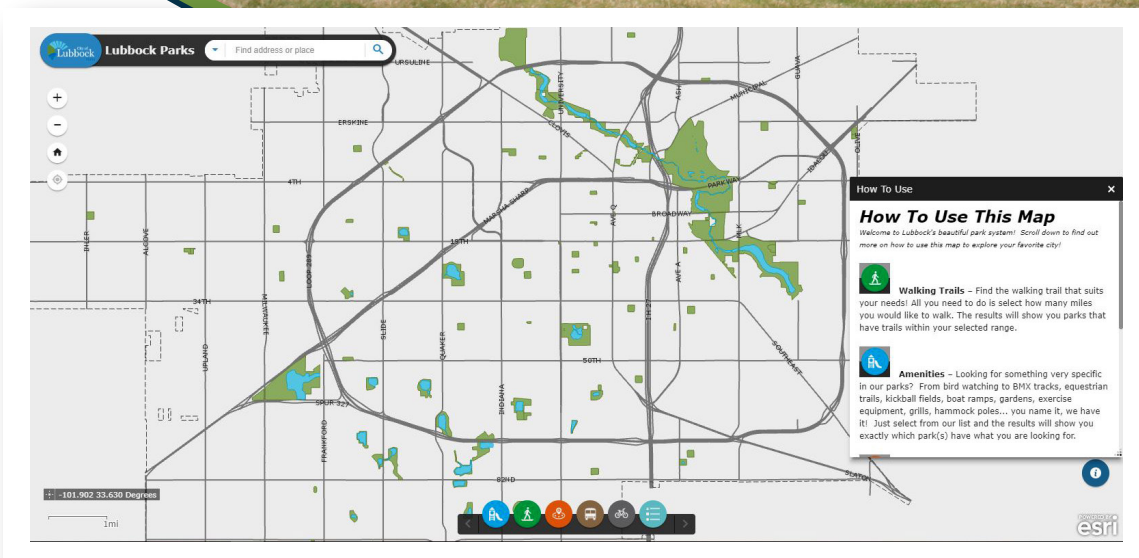 City of
Lubbock
Lubbock Parks
Find address or place
URSULINE
UNIVERSITY
ASH
MUNICIPAL
GUAVA
ERSKINE
CLOVIS
IDALOU
OLIVE
4TH
MARSHA SHARP
PARKWAY
AVE Q
BROADWAY
MLK
ILER
ALCOVE
19TH
LOOP 289
AVE A
34TH
MILWAUKEE
SLIDE
QUAKER
I H 27
UPLAND
50TH
SOUTHEAST
INDIANA
SPUR 327
FRANKFORD
82ND
SLATON
-101.902 33.630 Degrees
1mi
How To Use
How To Use This Map
Welcome to Lubbock's beautiful park system! Scroll down to find out
more on how to use this map to explore your favorite city!
Walking Trails – Find the walking trail that suits
your needs! All you need to do is select how many miles
you would like to walk. The results will show you parks that
have trails within your selected range.
Amenities – Looking for something very specific
in our parks? From bird watching to BMX tracks, equestrian
trails, kickball fields, boat ramps, gardens, exercise
equipment, grills, hammock poles... you name it, we have
it! Just select from our list and the results will show you
exactly which park(s) have what you are looking for.
POWERED BY
esri